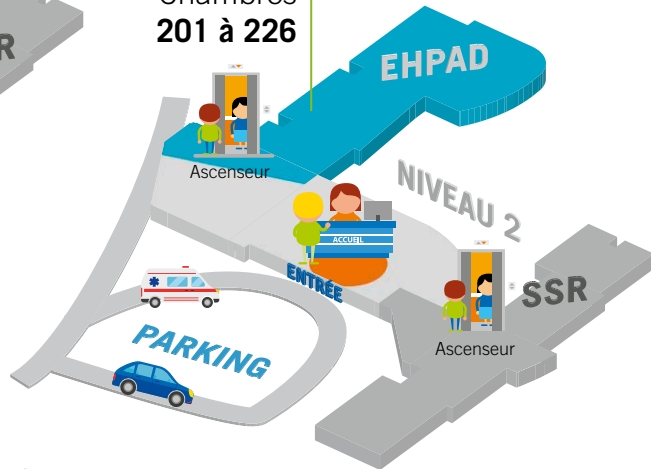 Chambres
201 à 226
R
EHPAD
Ascenseur
NIVEAU 2
ACCUEIL
ENTRÉE
SSR
Ascenseur
PARKING